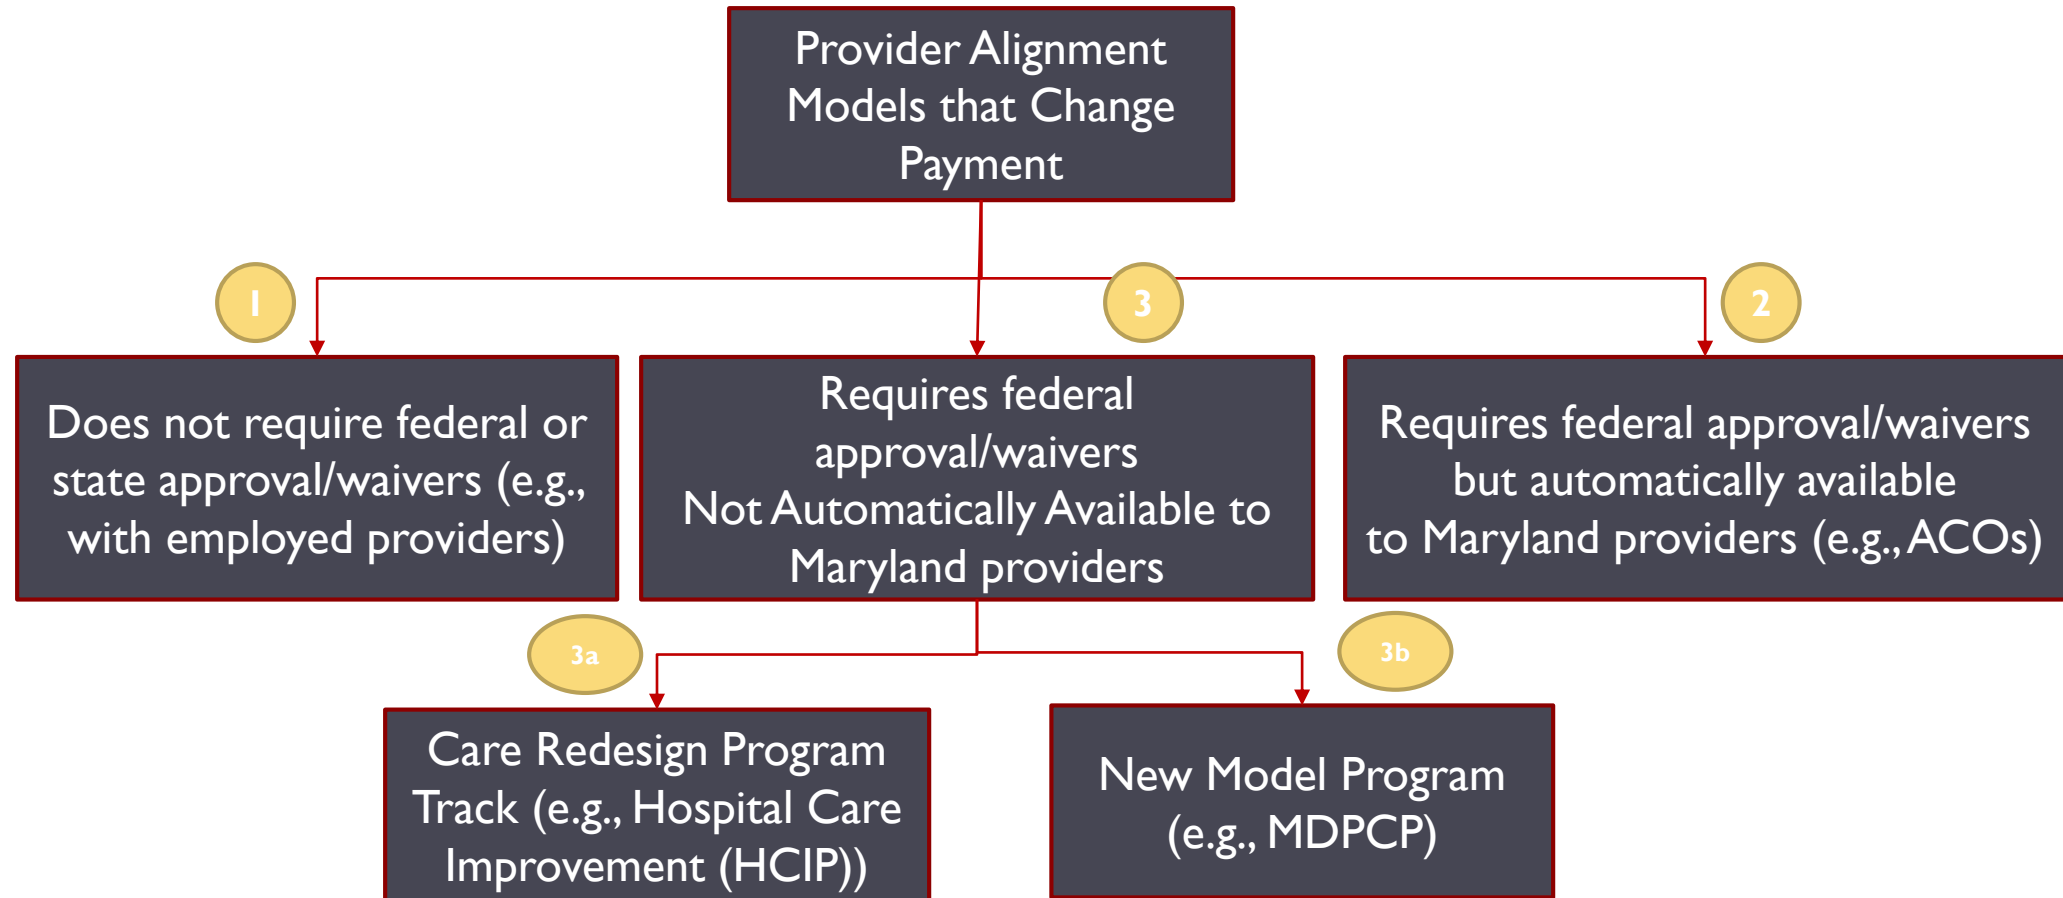 Provider Alignment
Models that Change
Payment
1
3
2
Does not require federal or
state approval/waivers (e.g.,
with employed providers)
Requires federal
approval/waivers
Not Automatically Available to
Maryland providers
Requires federal approval/waivers
but automatically available
to Maryland providers (e.g., ACOs)
3a
3b
Care Redesign Program
Track (e.g., Hospital Care
Improvement (HCIP))
New Model Program
(e.g., MDPCP)